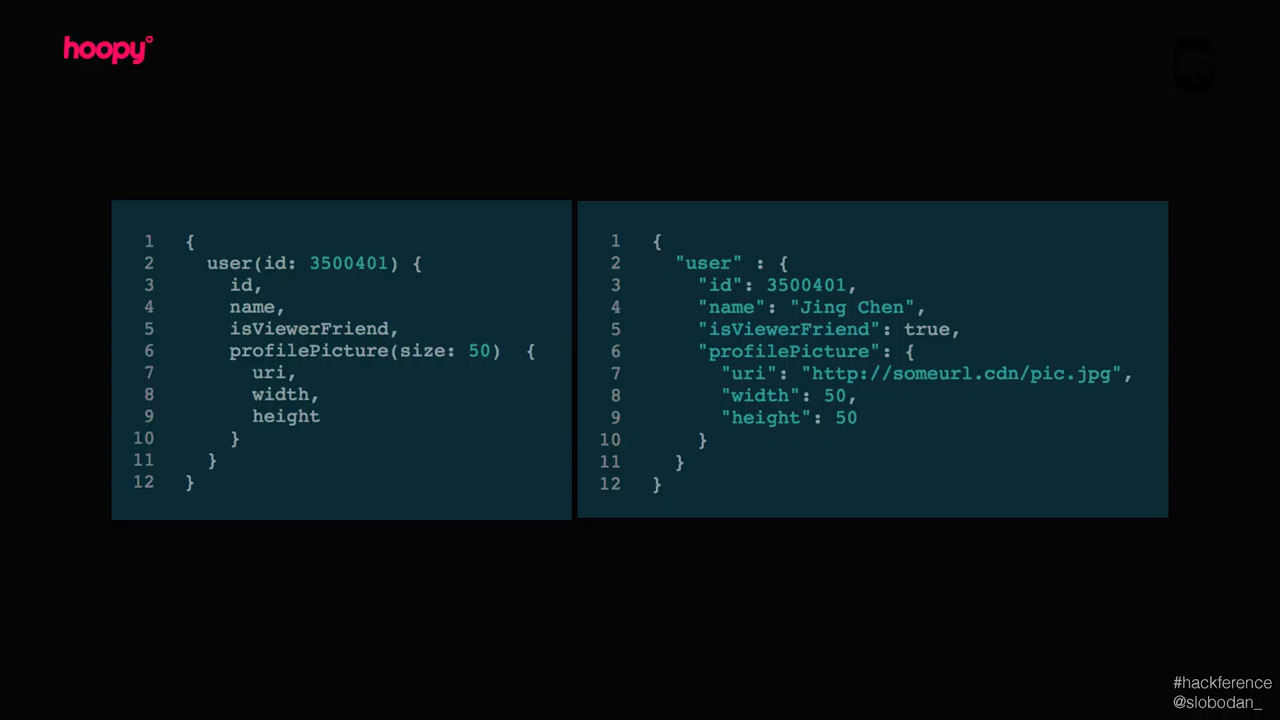 hoopy°
1 {
2 user(id: 3500401) {
3 id,
4 name,
5 isViewerFriend,
6 profilePicture(size: 50) {
7 uri,
8 width,
9 height
10 }
11 }
12 }
1 {
2 "user" : {
3 "id": 3500401,
4 "name": "Jing Chen",
5 "isViewerFriend": true,
6 "profilePicture": {
7 "uri": "http://someurl.cdn/pic.jpg",
8 "width": 50,
9 "height": 50
10 }
11 }
12 }
#hackference
@slobodan_